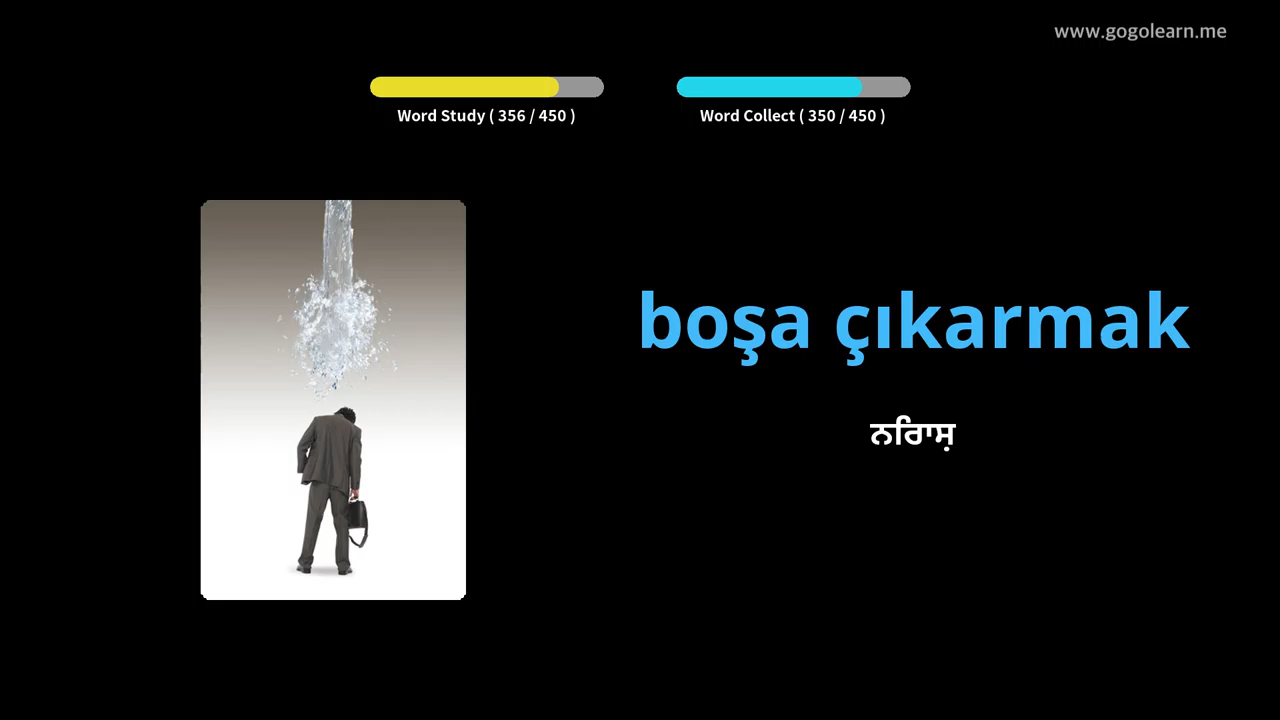 www.gogolearn.me
Word Study ( 356 / 450 )
Word Collect ( 350 / 450 )
boşa çıkarmak
ਨਿਰਾਸ਼